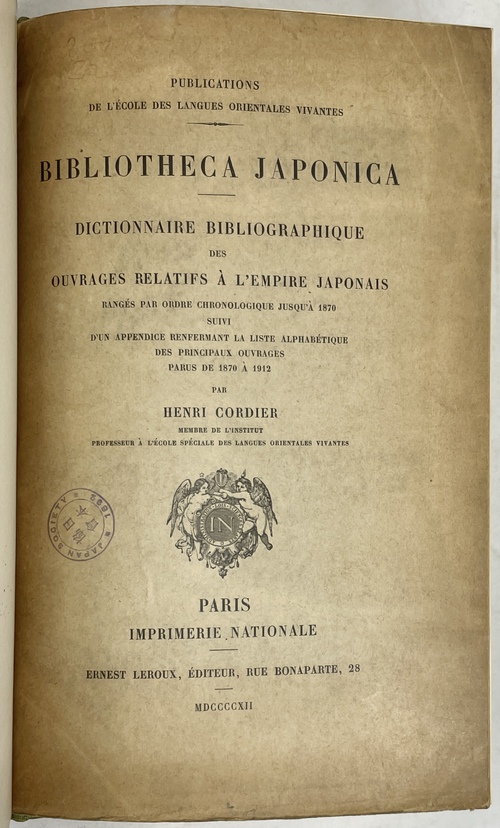 PUBLICATIONS
DE L'ÉCOLE DES LANGUES ORIENTALES VIVANTES
BIBLIOTHECA JAPONICA
DICTIONNAIRE BIBLIOGRAPHIQUE
DES
OUVRAGES RELATIFS À L'EMPIRE JAPONAIS
RANGÉS PAR ORDRE CHRONOLOGIQUE JUSQU'À 1870
SUIVI
D'UN APPENDICE RENFERMANT LA LISTE ALPHABÉTIQUE
DES PRINCIPAUX OUVRAGES
PARUS DE 1870 À 1912
PAR
HENRI CORDIER
MEMBRE DE L'INSTITUT
PROFESSEUR À L'ÉCOLE SPÉCIALE DES LANGUES ORIENTALES VIVANTES
JAPAN SOCIETY
IN
PARIS
IMPRIMERIE NATIONALE
ERNEST LEROUX, ÉDITEUR, RUE BONAPARTE, 28
MDCCCCXII